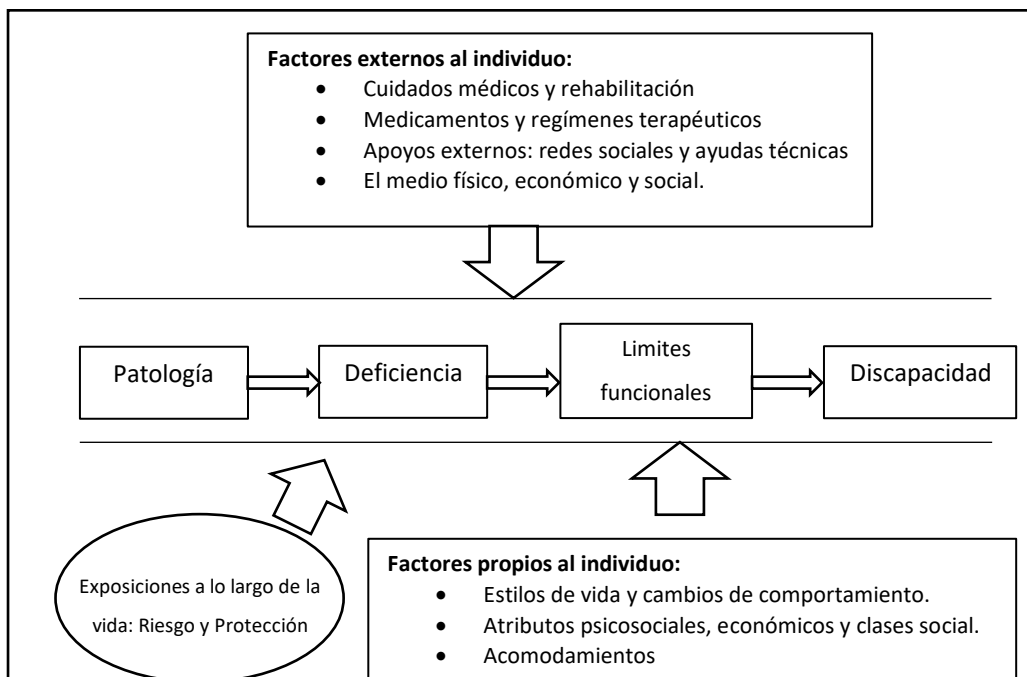 Factores externos al individuo:
• Cuidados médicos y rehabilitación
• Medicamentos y regímenes terapéuticos
• Apoyos externos: redes sociales y ayudas técnicas
• El medio físico, económico y social.
Patología
Deficiencia
Limites
funcionales
Discapacidad
Exposiciones a lo largo de la
vida: Riesgo y Protección
Factores propios al individuo:
• Estilos de vida y cambios de comportamiento.
• Atributos psicosociales, económicos y clases social.
• Acomodamientos